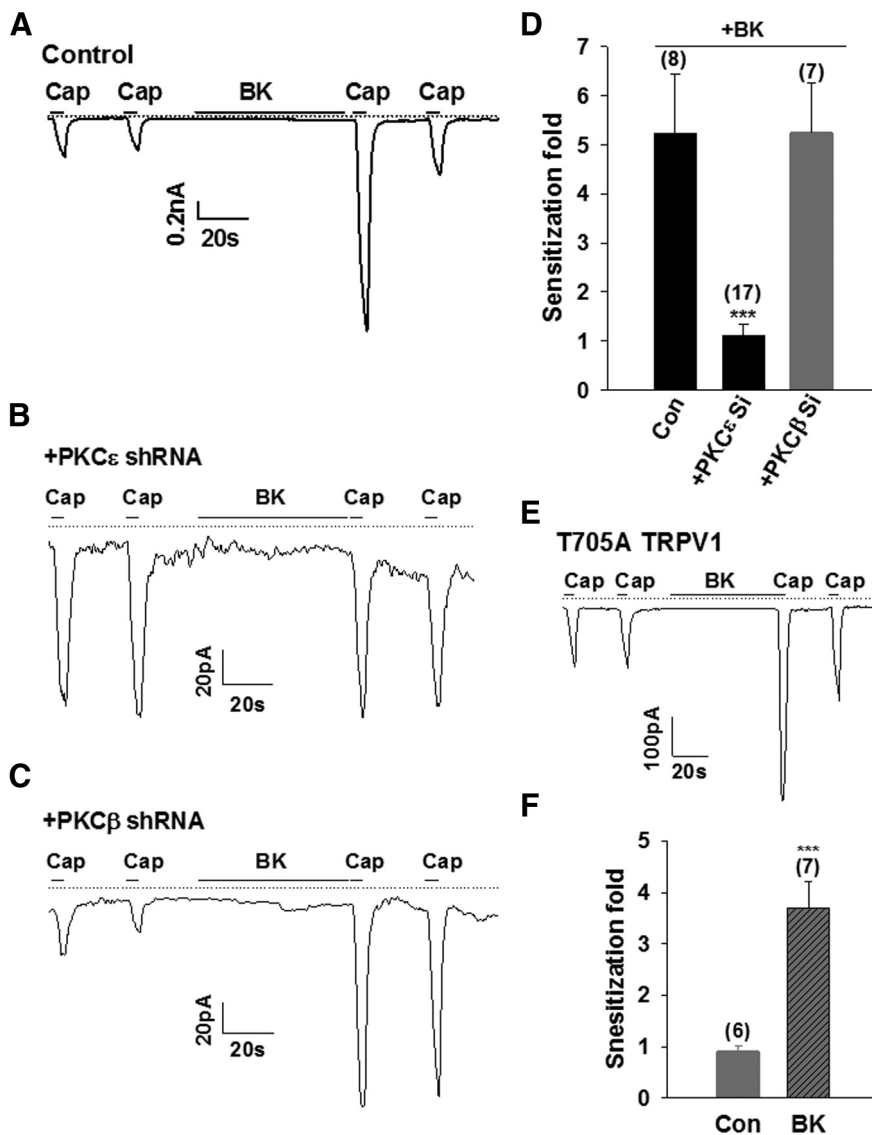 A
Control
Cap Cap BK Cap Cap
0.2nA
20s
B
+PKCε shRNA
Cap Cap BK Cap Cap
20pA
20s
C
+PKCβ shRNA
Cap Cap BK Cap Cap
20pA
20s
D
+BK
7
6
5
4
3
2
1
0
Sensitization fold
(8)
(17)
***
(7)
Con
+PKCε Si
+PKCβ Si
E
T705A TRPV1
Cap Cap BK Cap Cap
100pA
20s
F
5
4
3
2
1
0
Snesitization fold
(6)
***
(7)
Con BK